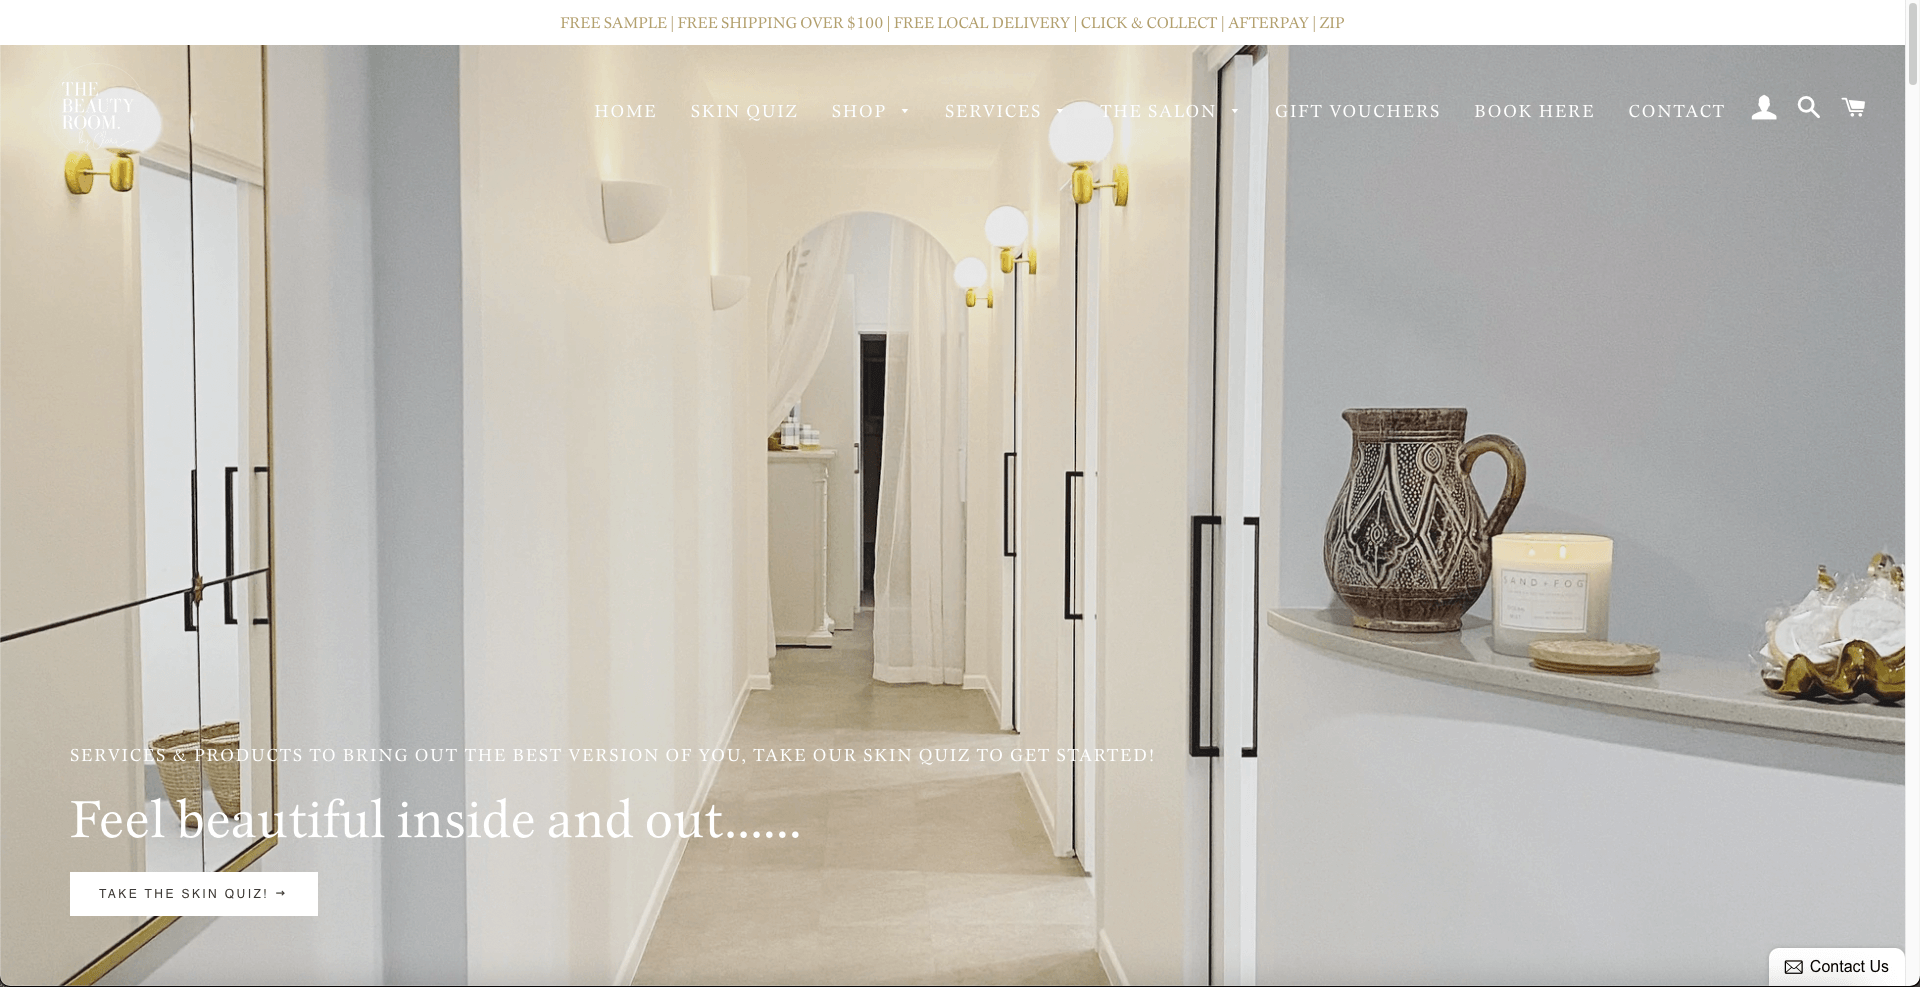 FREE SAMPLE | FREE SHIPPING OVER $100 | FREE LOCAL DELIVERY | CLICK & COLLECT | AFTERPAY | ZIP
THE
BEAUTY
ROOM.
HOME SKIN QUIZ SHOP SERVICES THE SALON GIFT VOUCHERS BOOK HERE CONTACT
SAND + FOG
SERVICES & PRODUCTS TO BRING OUT THE BEST VERSION OF YOU, TAKE OUR SKIN QUIZ TO GET STARTED!
Feel beautiful inside and out......
TAKE THE SKIN QUIZ! →
Contact Us